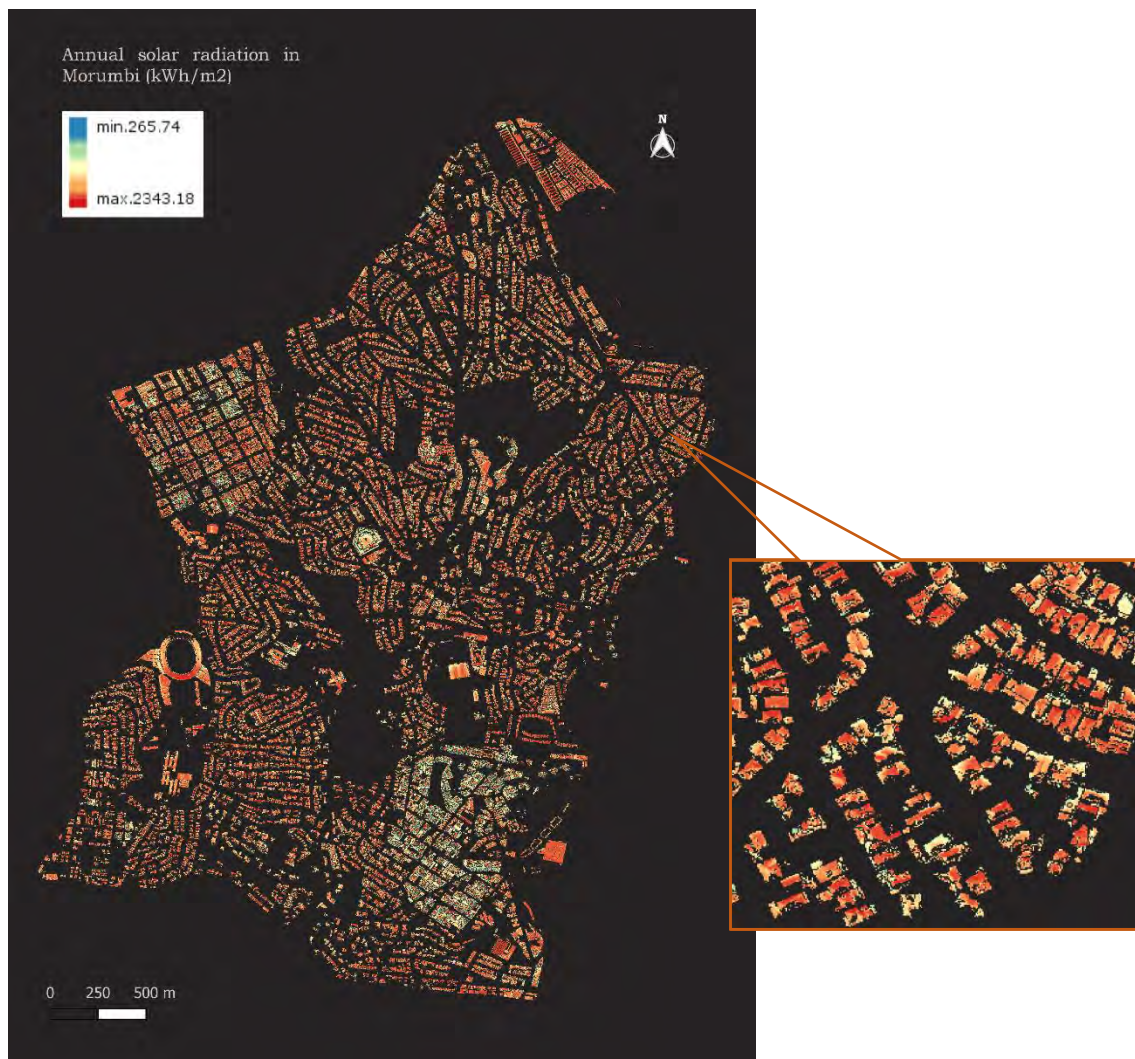 Annual solar radiation in
Morumbi (kWh/m2)
min.265.74
max.2343.18
N
0 250 500 m